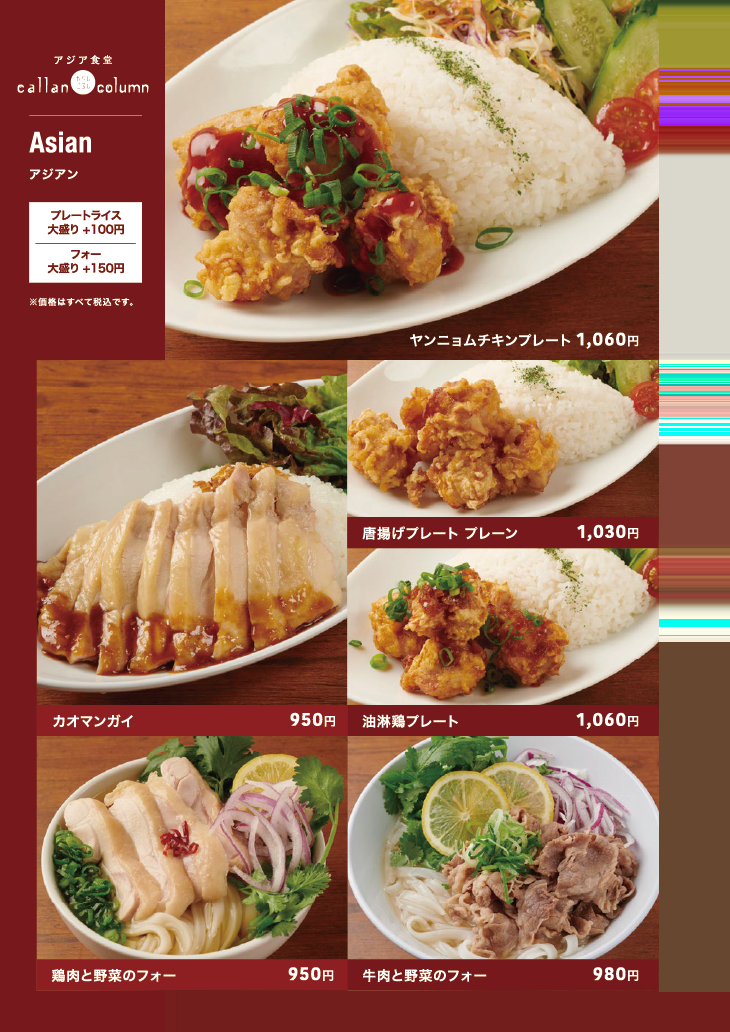 アジア食堂
callan column
Asian
アジアン
プレートライス
大盛り +100円
フォー
大盛り +150円
※価格はすべて税込です。
ヤンニョムチキンプレート 1,060円
唐揚げプレート プレーン 1,030円
カオマンガイ 950円
油淋鶏プレート 1,060円
鶏肉と野菜のフォー 950円
牛肉と野菜のフォー 980円